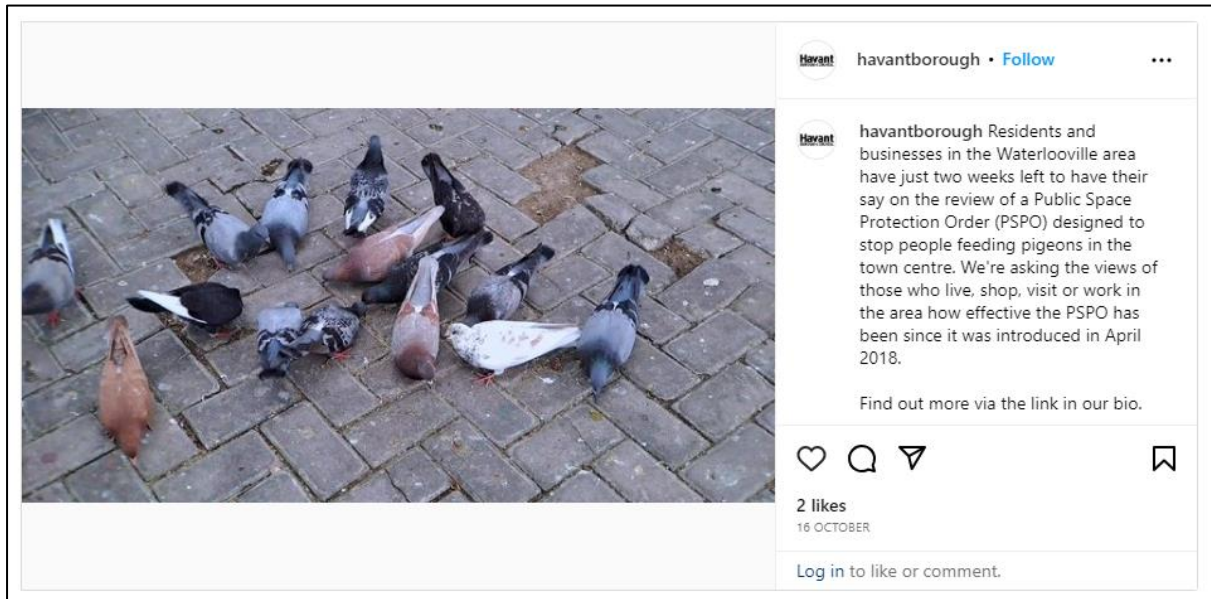 Havant
havantborough • Follow
Havant
havantborough Residents and
businesses in the Waterlooville area
have just two weeks left to have their
say on the review of a Public Space
Protection Order (PSPO) designed to
stop people feeding pigeons in the
town centre. We're asking the views of
those who live, shop, visit or work in
the area how effective the PSPO has
been since it was introduced in April
2018.
Find out more via the link in our bio.
2 likes
16 OCTOBER
Log in to like or comment.